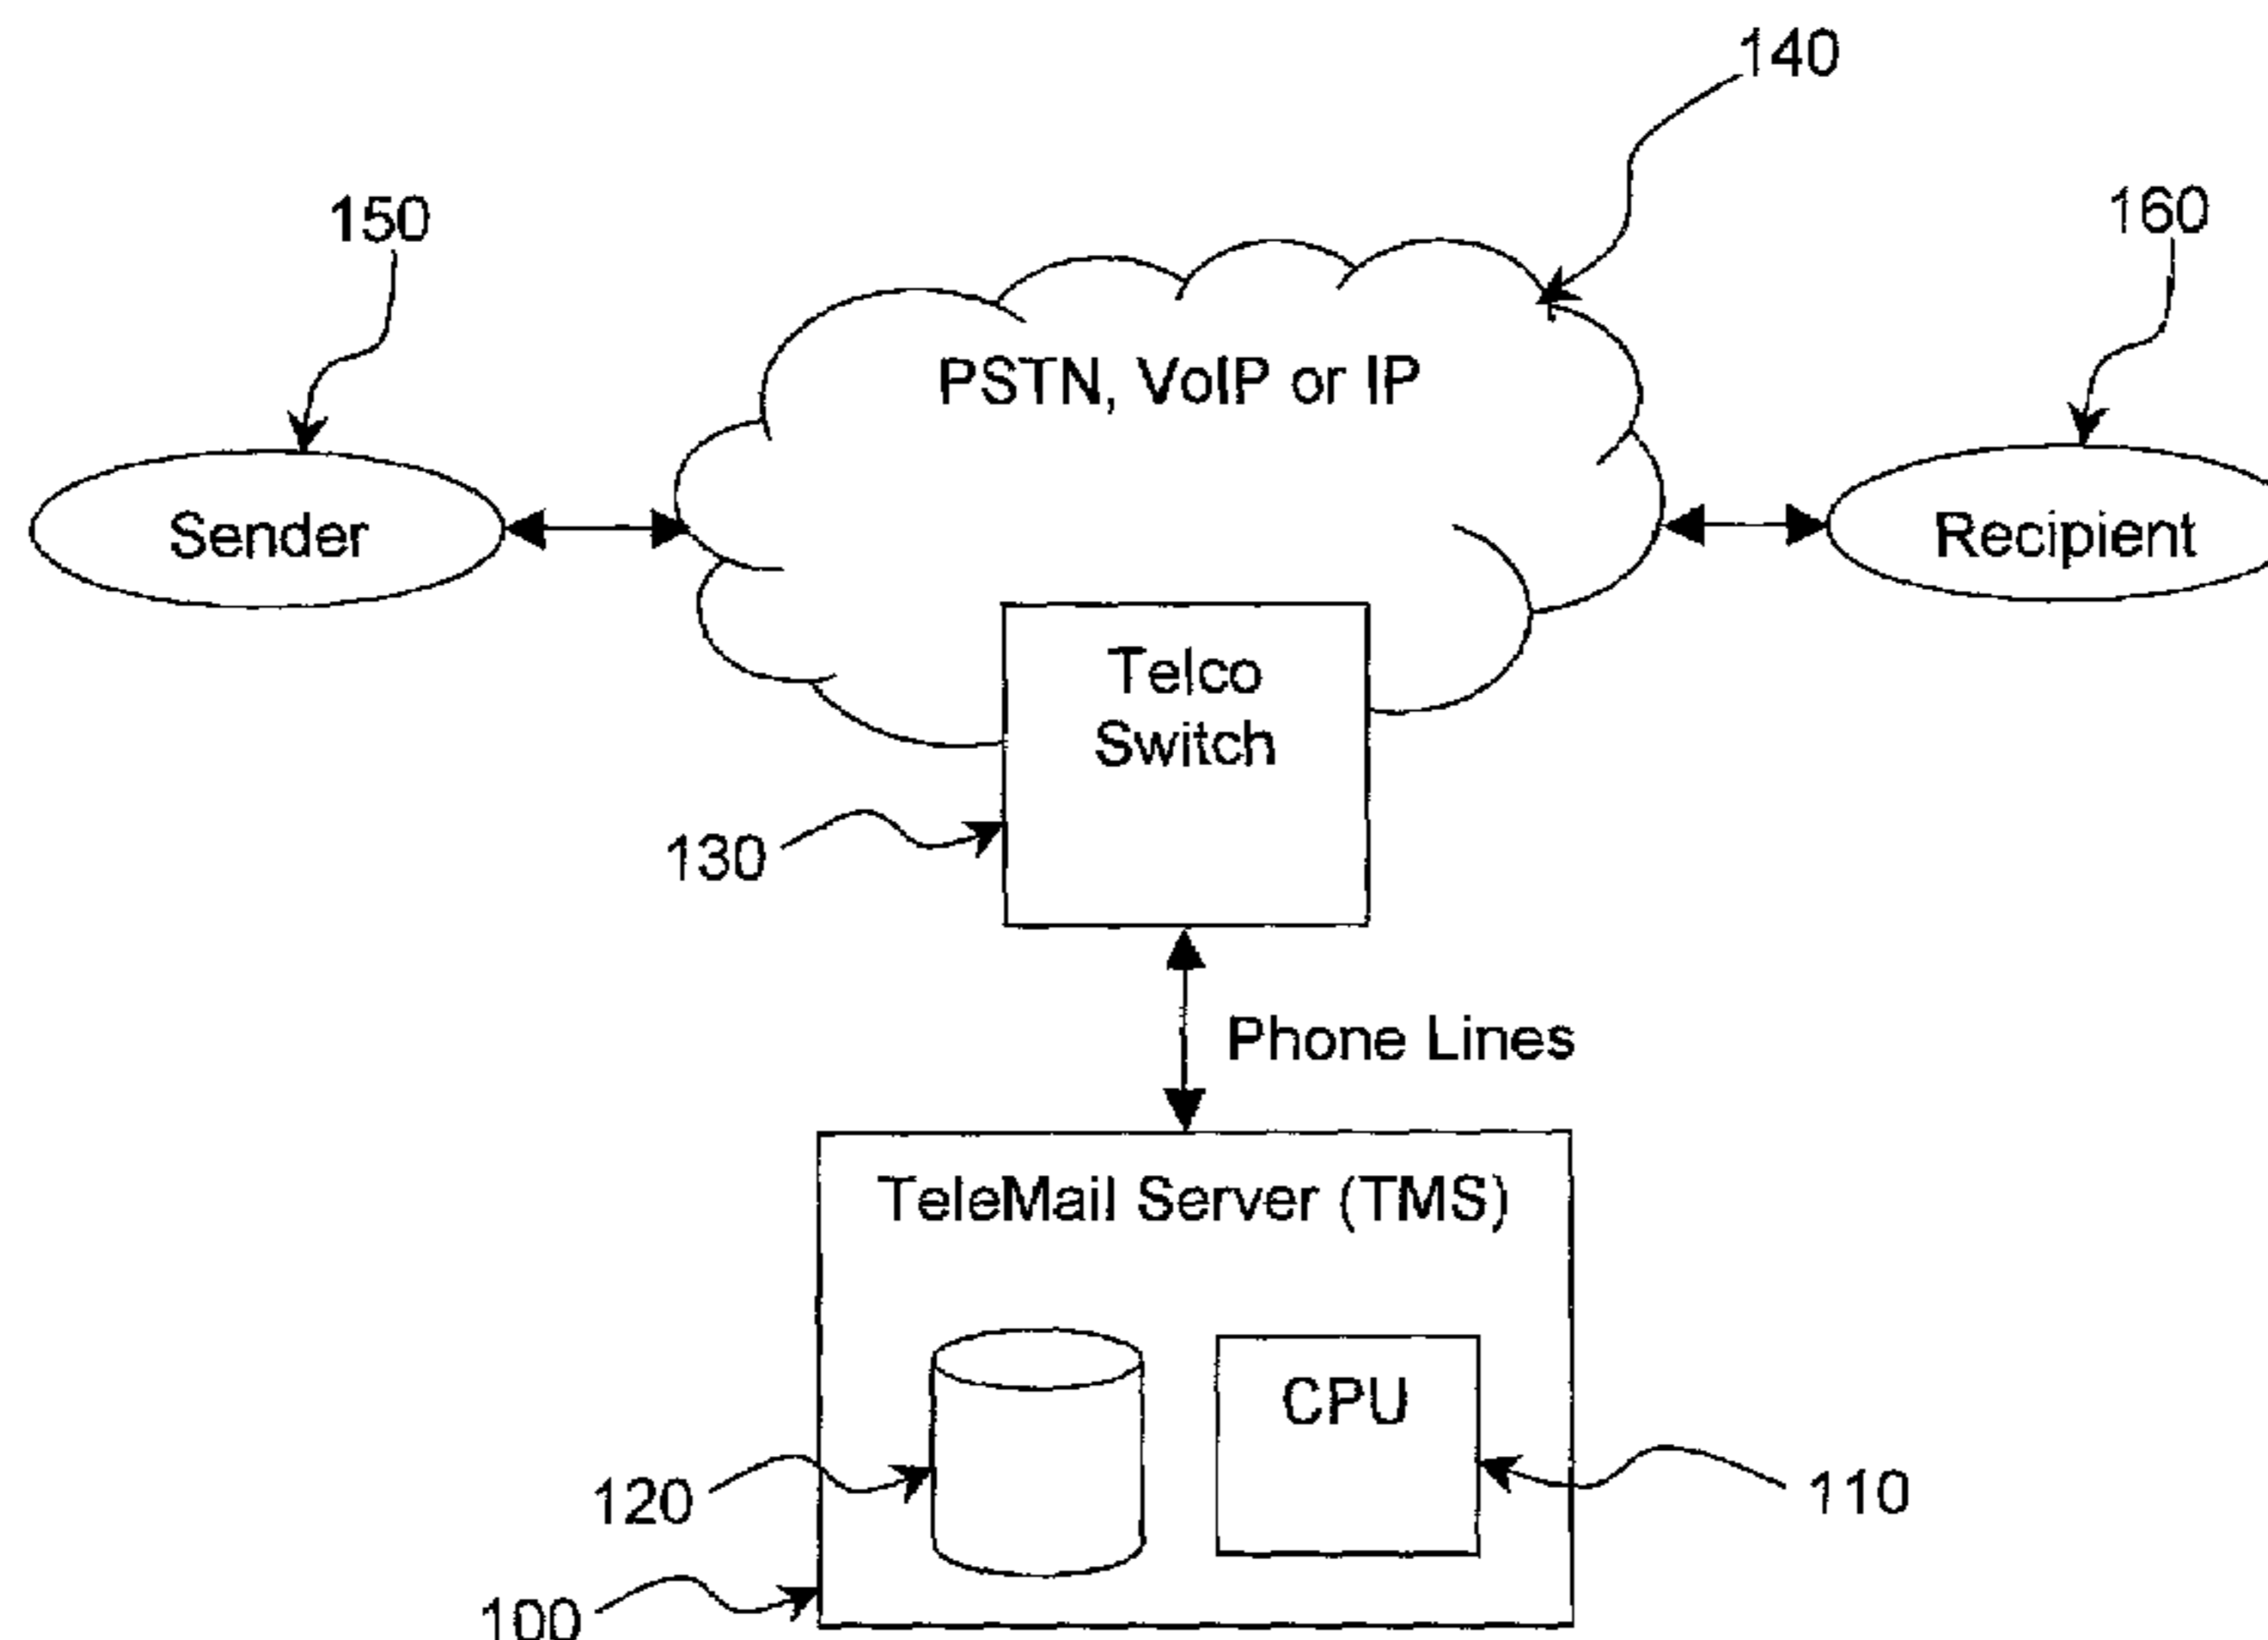 140
150
160
PSTN, VoIP or IP
Sender
Recipient
Telco
Switch
130
Phone Lines
TeleMail Server (TMS)
CPU
120
110
100